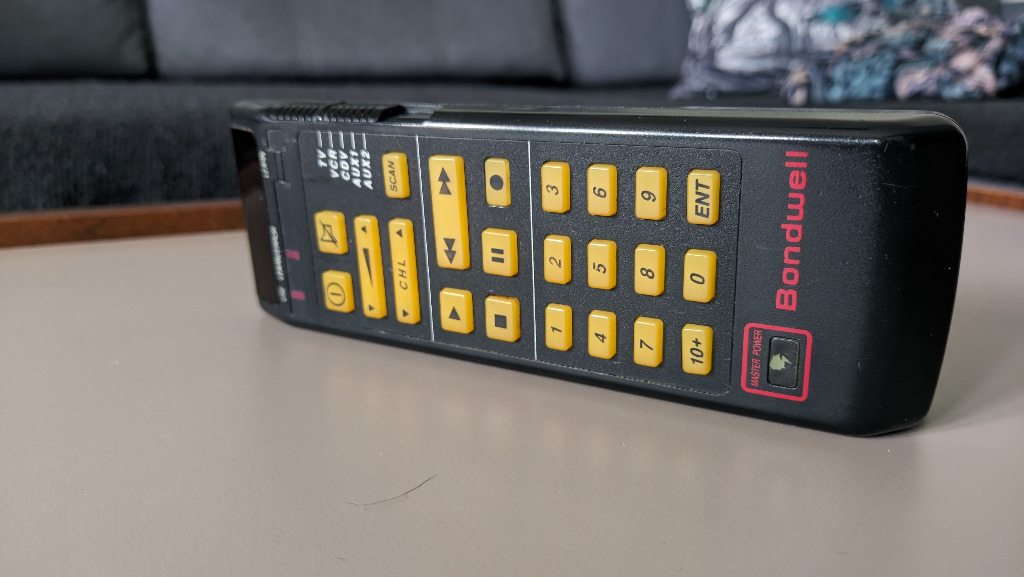 LEARN
TV
VCR
CDV
AUX1
AUX2
SCAN
CHL
1 2 3
4 5 6
7 8 9
10+ 0 ENT
MASTER POWER
Bondwell